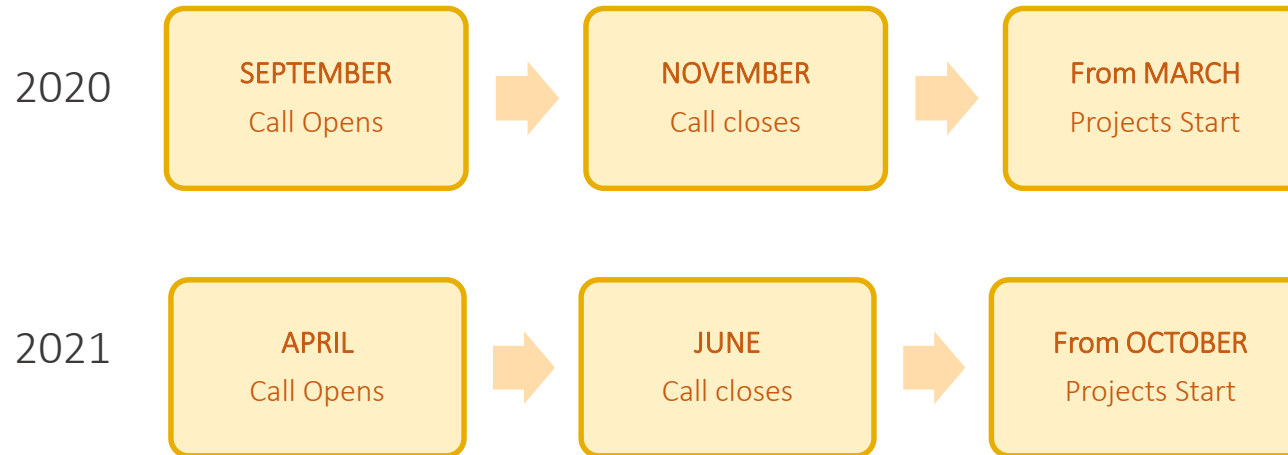 2020
SEPTEMBER
Call Opens
NOVEMBER
Call closes
From MARCH
Projects Start
2021
APRIL
Call Opens
JUNE
Call closes
From OCTOBER
Projects Start